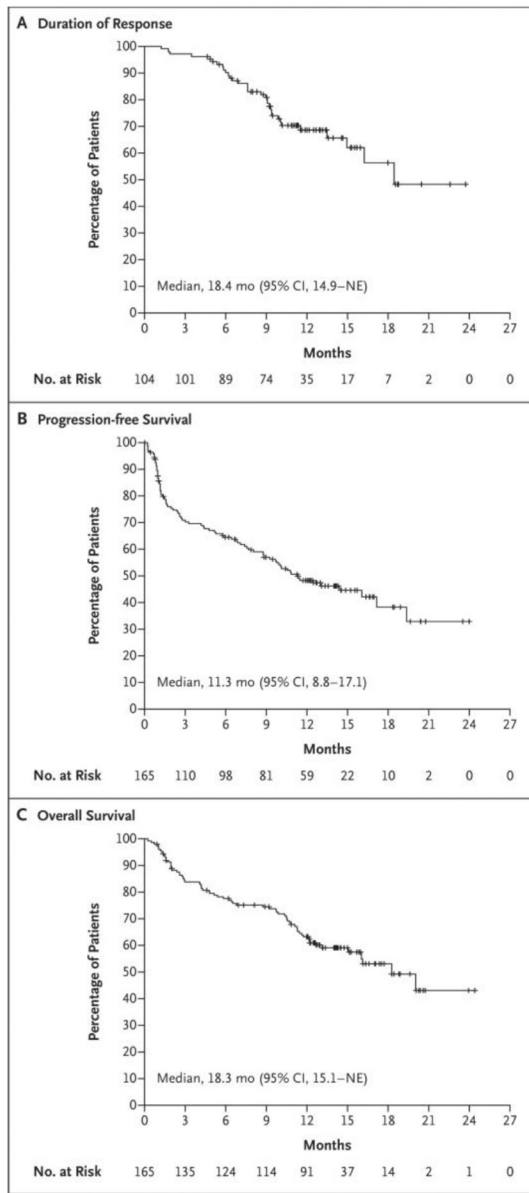 A Duration of Response
100
90
80
70
60
50
40
30
20
10
0
Percentage of Patients
Median, 18.4 mo (95% CI, 14.9–NE)
0 3 6 9 12 15 18 21 24 27
Months
No. at Risk 104 101 89 74 35 17 7 2 0 0
B Progression-free Survival
100
90
80
70
60
50
40
30
20
10
0
Percentage of Patients
Median, 11.3 mo (95% CI, 8.8–17.1)
0 3 6 9 12 15 18 21 24 27
Months
No. at Risk 165 110 98 81 59 22 10 2 0 0
C Overall Survival
100
90
80
70
60
50
40
30
20
10
0
Percentage of Patients
Median, 18.3 mo (95% CI, 15.1–NE)
0 3 6 9 12 15 18 21 24 27
Months
No. at Risk 165 135 124 114 91 37 14 2 1 0